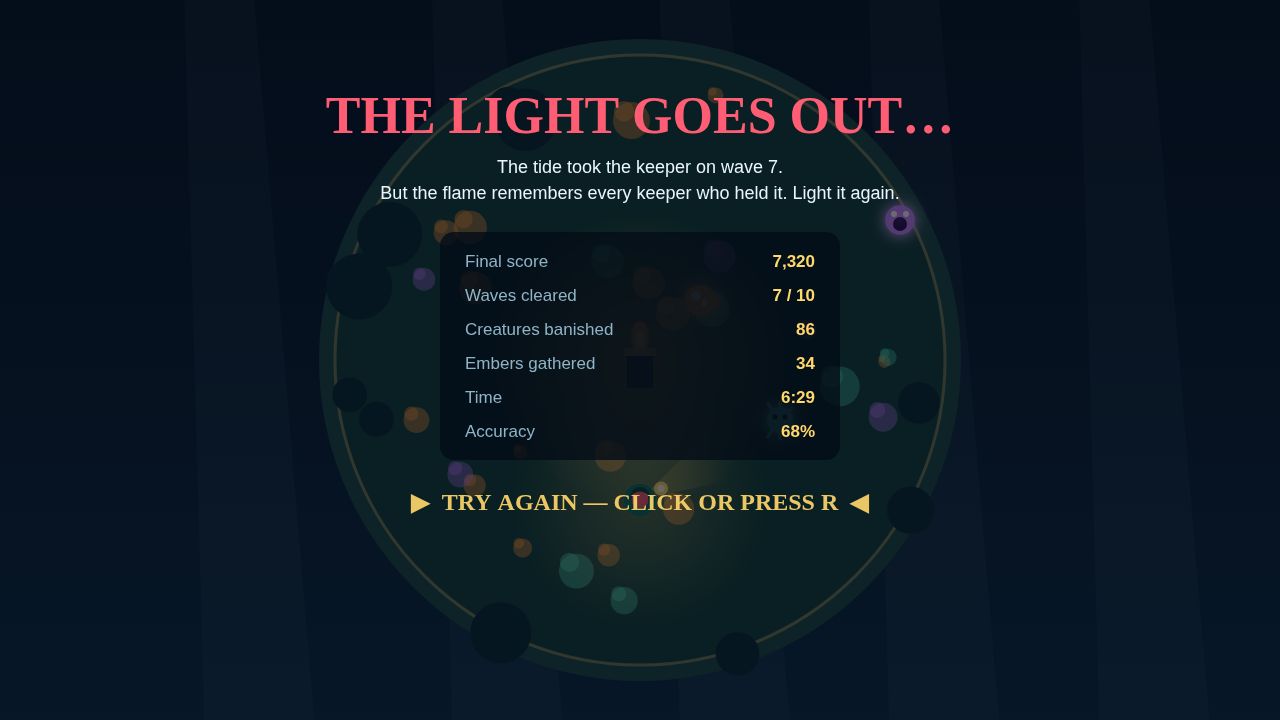 THE LIGHT GOES OUT…
The tide took the keeper on wave 7.
But the flame remembers every keeper who held it. Light it again.
Final score 7,320
Waves cleared 7 / 10
Creatures banished 86
Embers gathered 34
Time 6:29
Accuracy 68%
▶ TRY AGAIN — CLICK OR PRESS R ◀